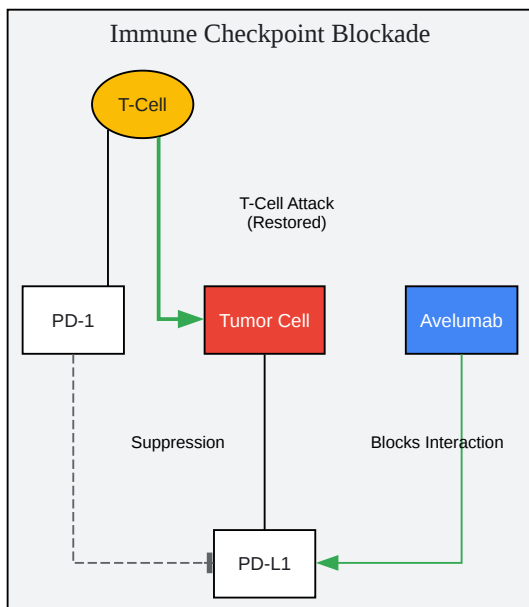 Immune Checkpoint Blockade
T-Cell
T-Cell Attack
(Restored)
PD-1
Tumor Cell
Avelumab
Suppression
Blocks Interaction
PD-L1